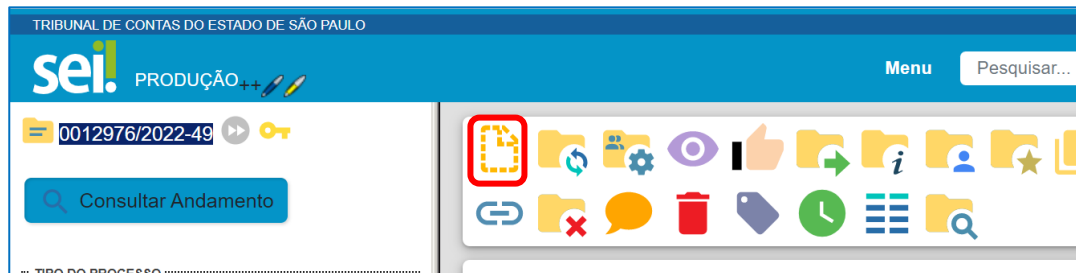 TRIBUNAL DE CONTAS DO ESTADO DE SÃO PAULO
sei! PRODUÇÃO++
Menu
Pesquisar...
0012976/2022-49
Consultar Andamento
TIPO DO PROCESSO